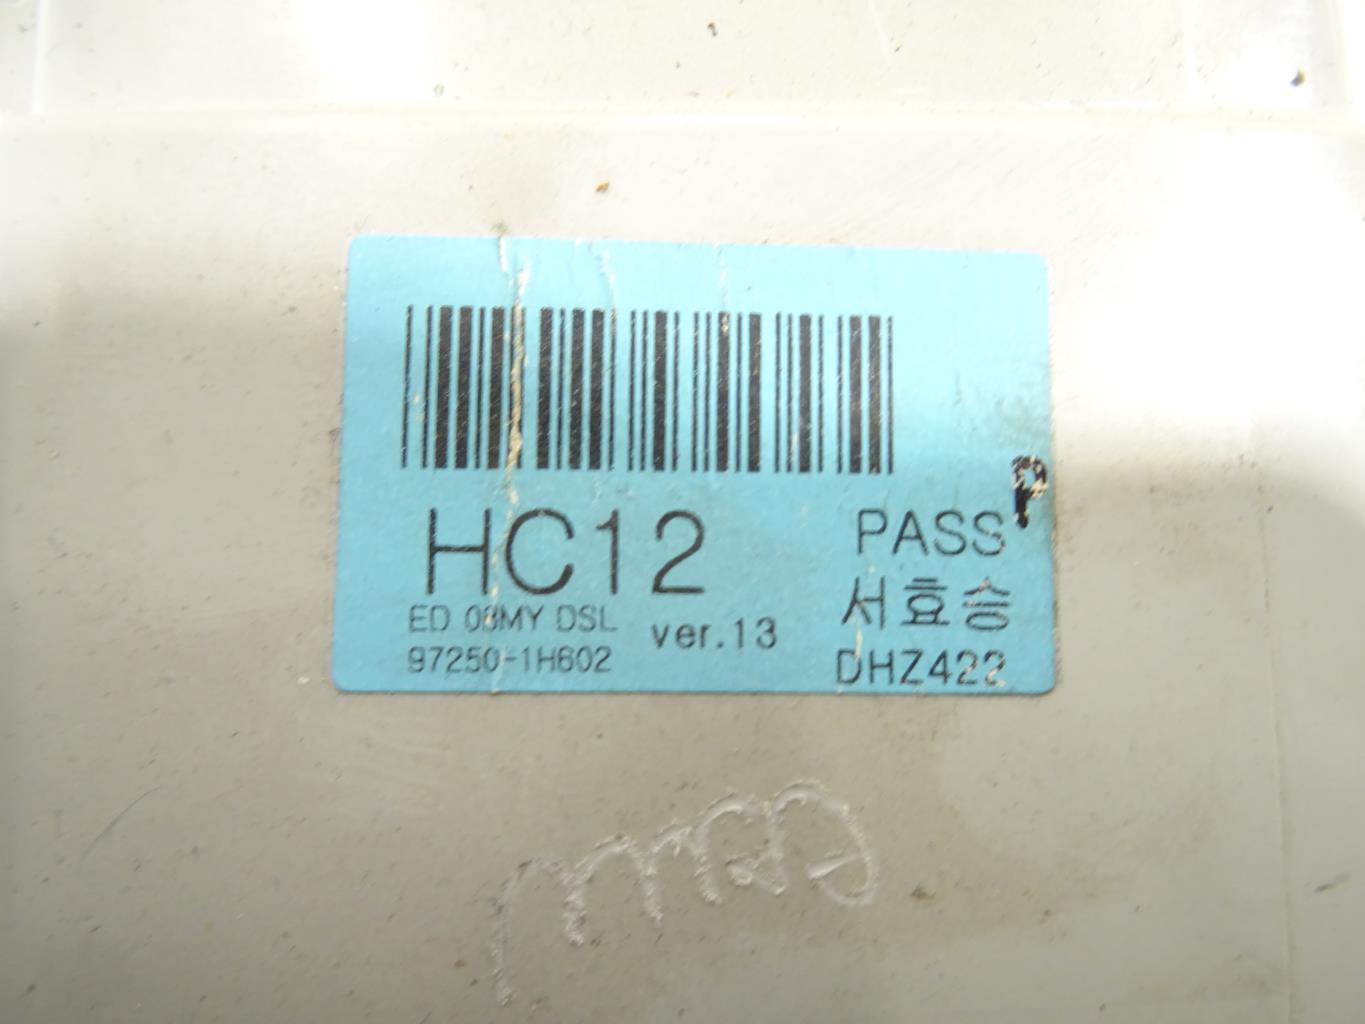 P
HC12
PASS
ED 08MY DSL
ver.13
서효승
97250-1H602
DHZ422